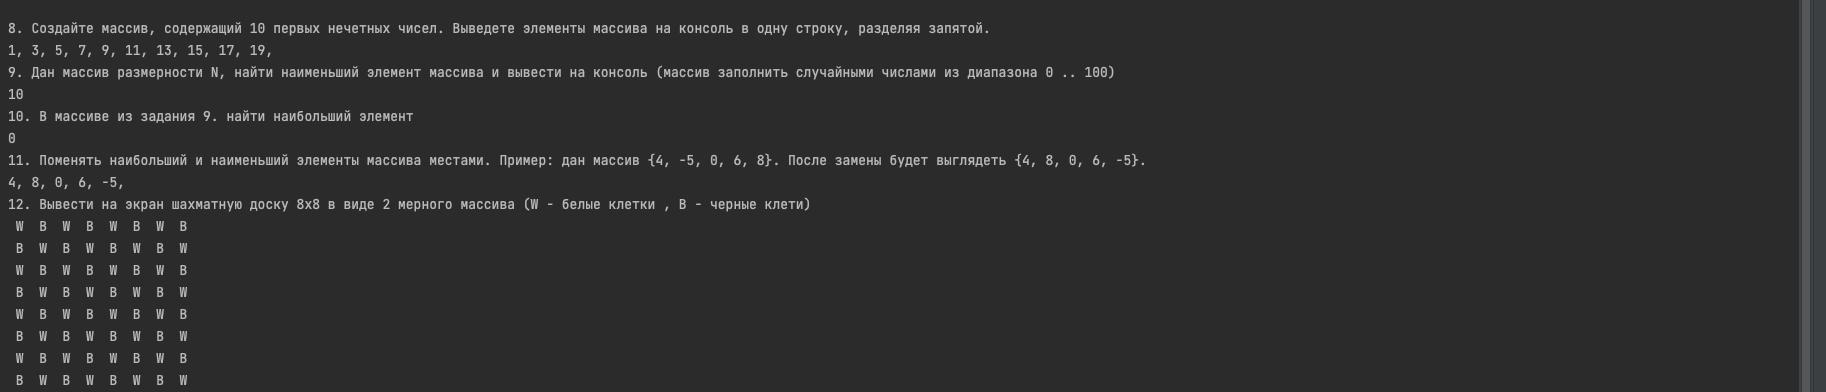 8. Создайте массив, содержащий 10 первых нечетных чисел. Выведете элементы массива на консоль в одну строку, разделяя запятой.
1, 3, 5, 7, 9, 11, 13, 15, 17, 19,
9. Дан массив размерности N, найти наименьший элемент массива и вывести на консоль (массив заполнить случайными числами из диапазона 0 .. 100)
10
10. В массиве из задания 9. найти наибольший элемент
0
11. Поменять наибольший и наименьший элементы массива местами. Пример: дан массив {4, -5, 0, 6, 8}. После замены будет выглядеть {4, 8, 0, 6, -5}.
4, 8, 0, 6, -5,
12. Вывести на экран шахматную доску 8х8 в виде 2 мерного массива (W - белые клетки , B - черные клети)
W B W B W B W B
B W B W B W B W
W B W B W B W B
B W B W B W B W
W B W B W B W B
B W B W B W B W
W B W B W B W B
B W B W B W B W